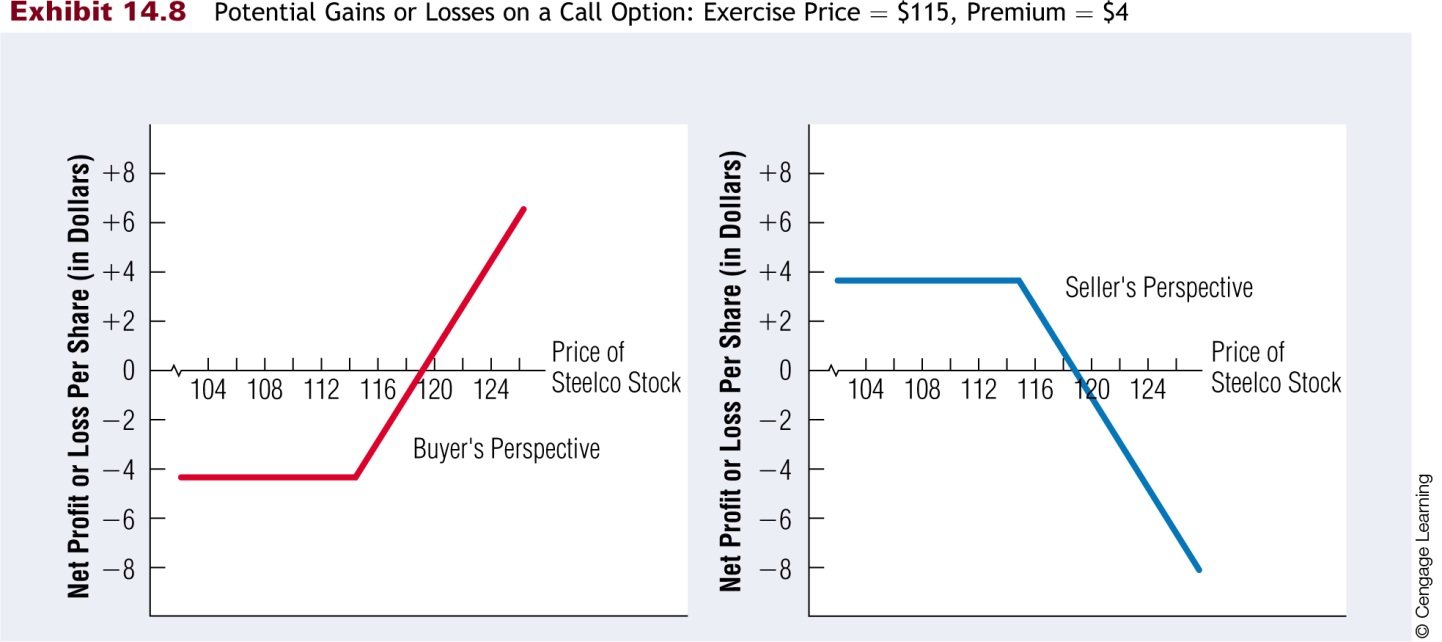 Exhibit 14.8 Potential Gains or Losses on a Call Option: Exercise Price = $115, Premium = $4
Net Profit or Loss Per Share (in Dollars)
+8
+6
+4
+2
0
−2
−4
−6
−8
104 108 112 116 120 124
Price of
Steelco Stock
Buyer's Perspective
Net Profit or Loss Per Share (in Dollars)
+8
+6
+4
+2
0
−2
−4
−6
−8
Seller's Perspective
104 108 112 116 120 124
Price of
Steelco Stock
© Cengage Learning